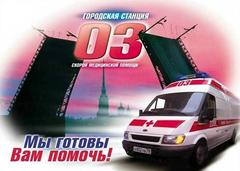 ГОРОДСКАЯ СТАНЦИЯ
03
СКОРОЙ МЕДИЦИНСКОЙ ПОМОЩИ
Мы готовы
Вам помочь!